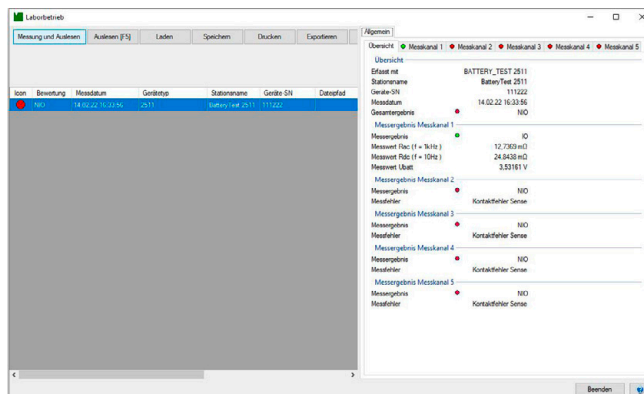 Laborbetrieb
Messung und Auslesen Auslesen [F5] Laden Speichern Drucken Exportieren
Icon Bewertung Messdatum Gerätetyp Stationsname Geräte-SN Dateipfad
NIO 14.02.22 16:33:56 2511 BatteryTest 2511 111222
Allgemein
Übersicht Messkanal 1 Messkanal 2 Messkanal 3 Messkanal 4 Messkanal 5
Übersicht
Erfasst mit BATTERY_TEST 2511
Stationsname BatteryTest 2511
Geräte-SN 111222
Messdatum 14.02.22 16:33:56
Gesamtergebnis NIO
Messergebnis Messkanal 1
Messergebnis IO
Messwert Rac (f = 1kHz ) 12,7369 mΩ
Messwert Rdc (f = 10Hz ) 24,8438 mΩ
Messwert Ubatt 3,53161 V
Messergebnis Messkanal 2
Messergebnis NIO
Messfehler Kontaktfehler Sense
Messergebnis Messkanal 3
Messergebnis NIO
Messfehler Kontaktfehler Sense
Messergebnis Messkanal 4
Messergebnis NIO
Messfehler Kontaktfehler Sense
Messergebnis Messkanal 5
Messergebnis NIO
Messfehler Kontaktfehler Sense
Beenden